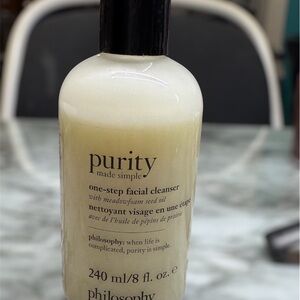 purity
made simple
one-step facial cleanser
with meadowfoam seed oil
nettoyant visage en une étape
avec de l'huile de pépins de prairie
philosophy: when life is
complicated, purity is simple.
240 ml/8 fl. oz. e
philosophy